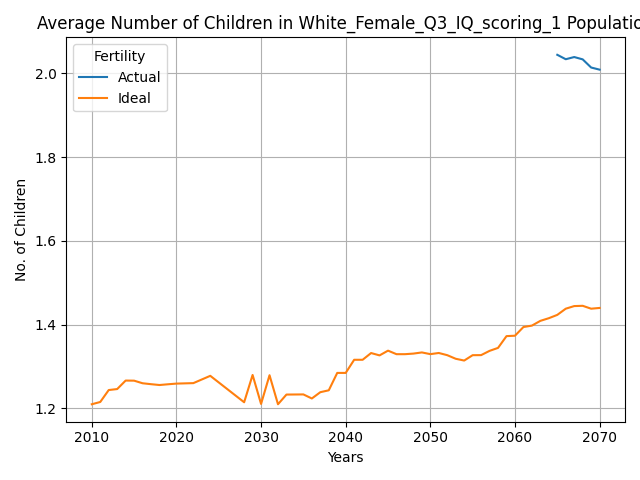 Average Number of Children in White_Female_Q3_IQ_scoring_1 Populatio
Fertility
Actual
Ideal
No. of Children
2.0
1.8
1.6
1.4
1.2
2010 2020 2030 2040 2050 2060 2070
Years